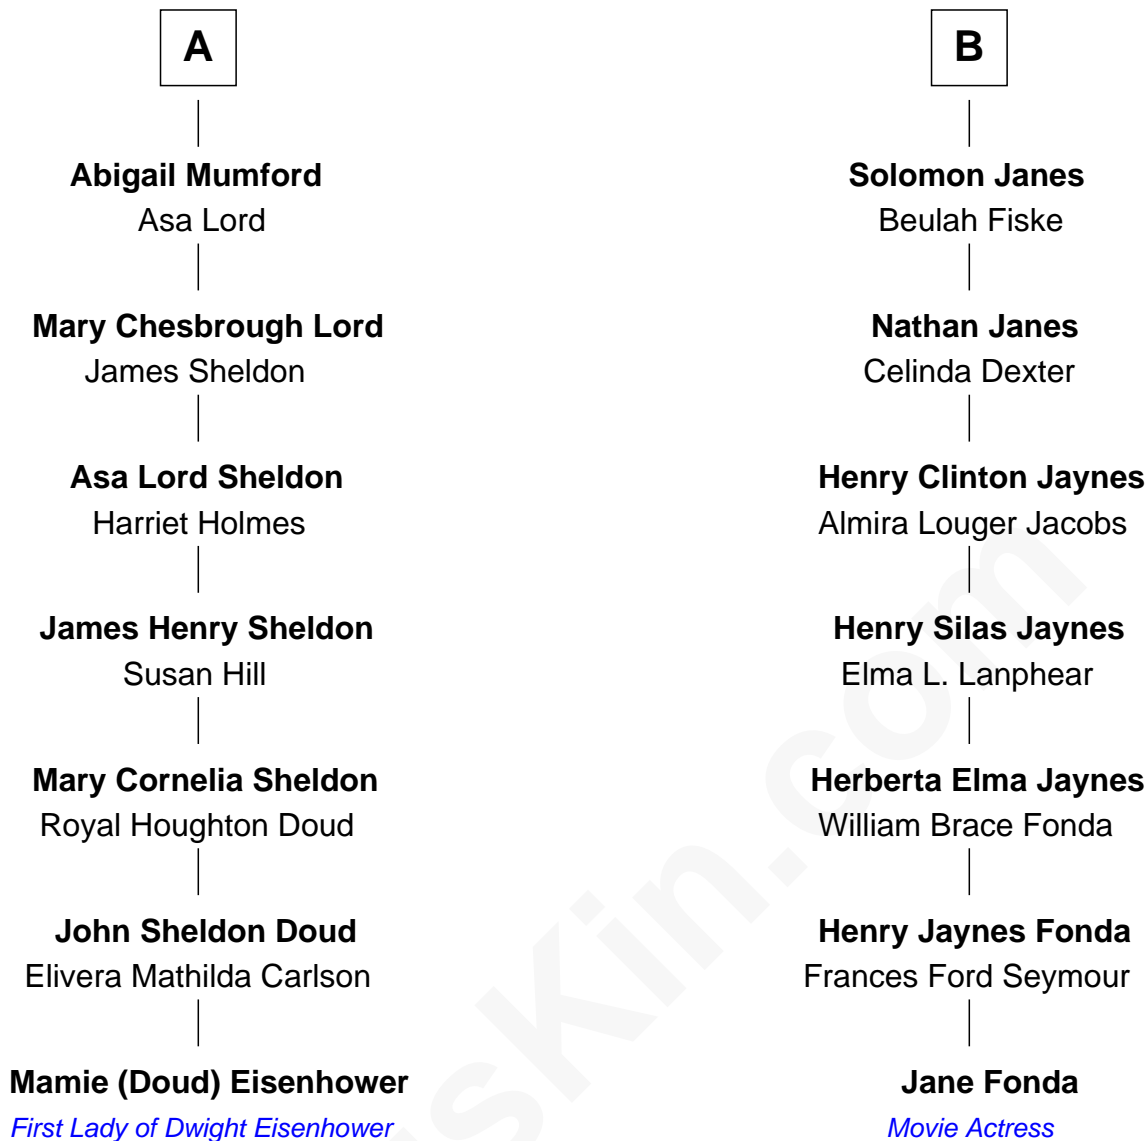 A
Abigail Mumford
Asa Lord
Mary Chesbrough Lord
James Sheldon
Asa Lord Sheldon
Harriet Holmes
James Henry Sheldon
Susan Hill
Mary Cornelia Sheldon
Royal Houghton Doud
John Sheldon Doud
Elivera Mathilda Carlson
Mamie (Doud) Eisenhower
First Lady of Dwight Eisenhower
B
Solomon Janes
Beulah Fiske
Nathan Janes
Celinda Dexter
Henry Clinton Jaynes
Almira Louger Jacobs
Henry Silas Jaynes
Elma L. Lanphear
Herberta Elma Jaynes
William Brace Fonda
Henry Jaynes Fonda
Frances Ford Seymour
Jane Fonda
Movie Actress
sKin.com